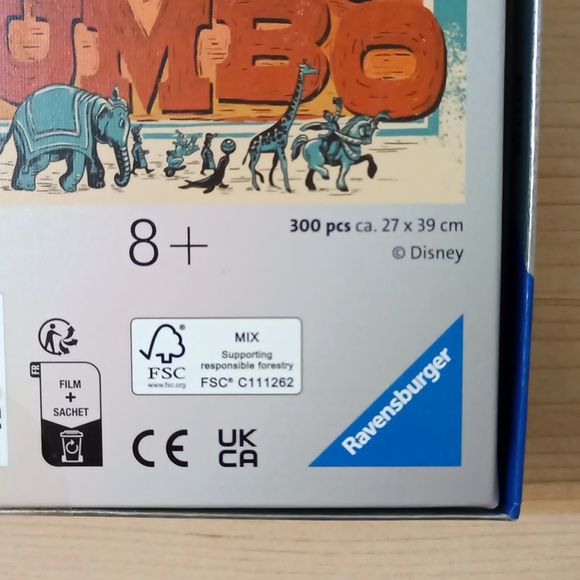 UMBO
8+
300 pcs ca. 27 x 39 cm
© Disney
FR
FILM
+
SACHET
FSC®
www.fsc.org
MIX
Supporting
responsible forestry
FSC® C111262
CE
UK
CA
Ravensburger